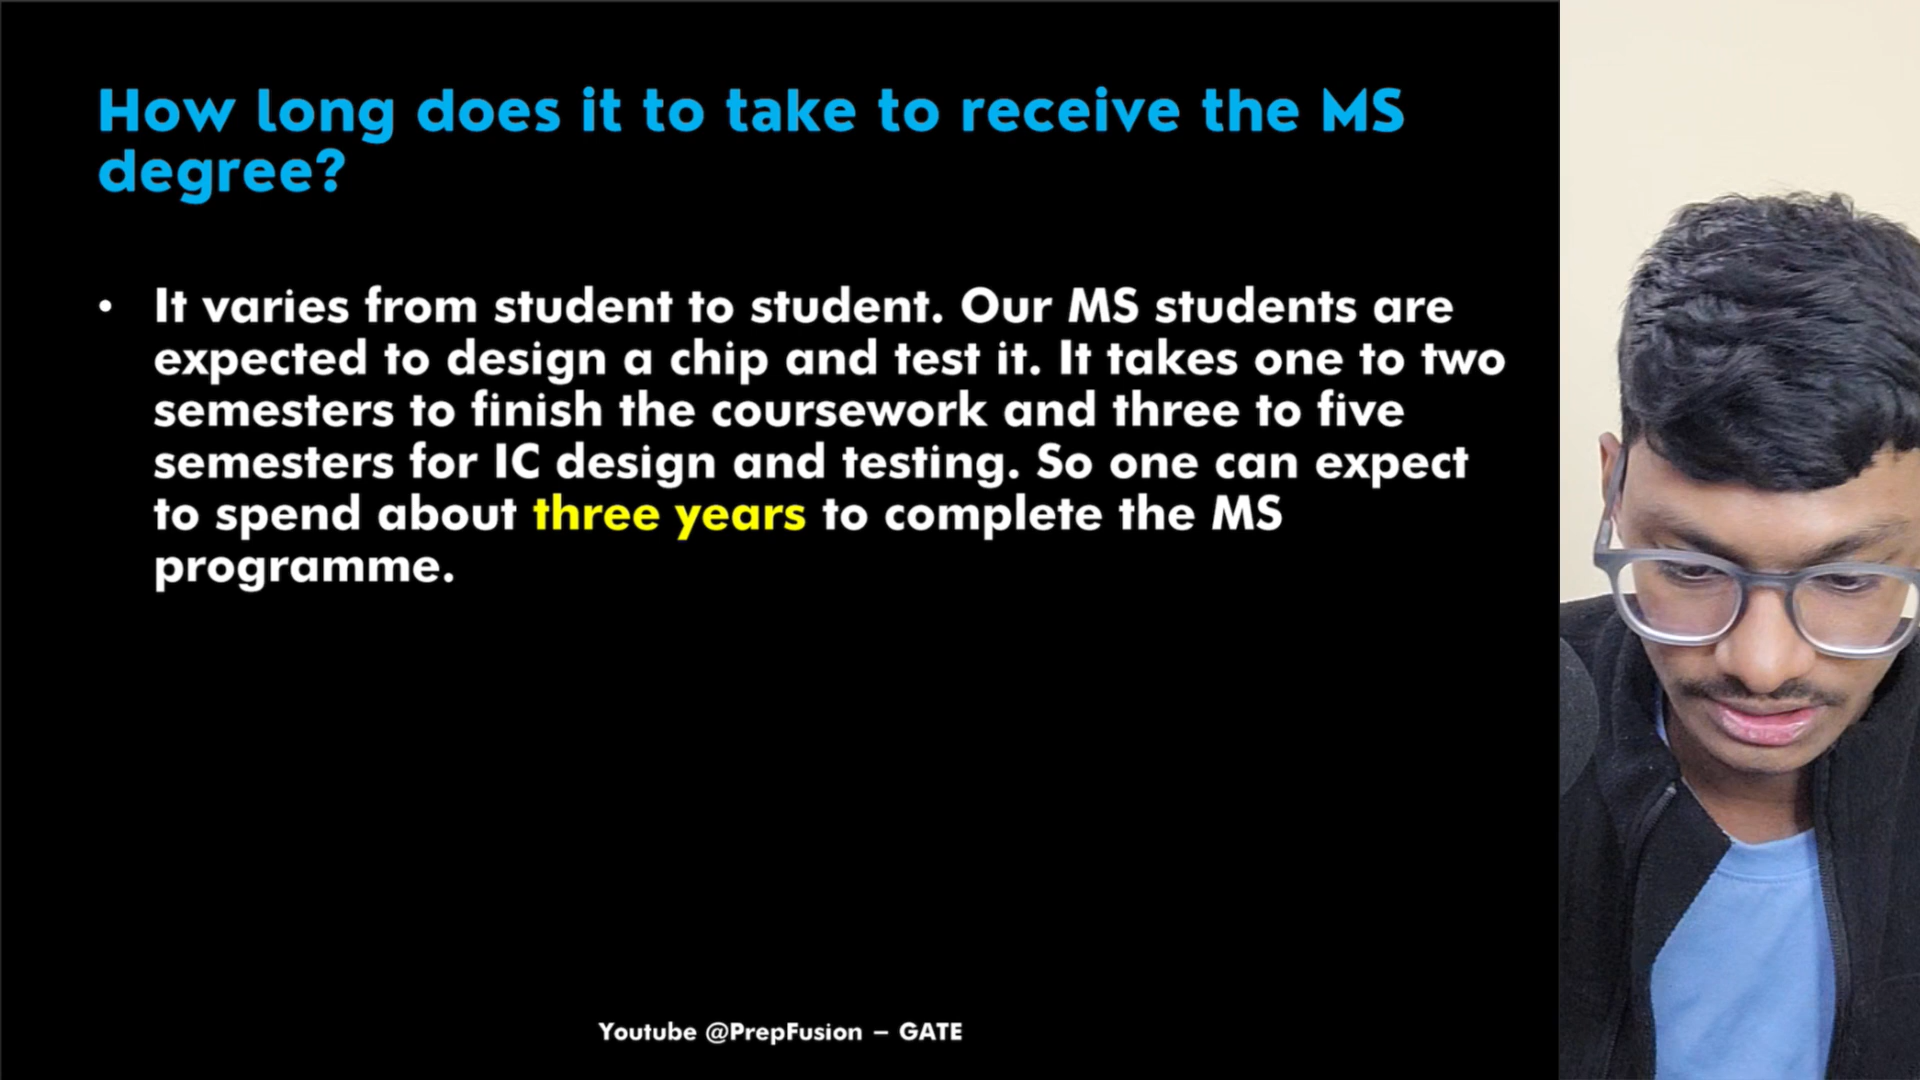 How long does it to take to receive the MS
degree?
• It varies from student to student. Our MS students are
expected to design a chip and test it. It takes one to two
semesters to finish the coursework and three to five
semesters for IC design and testing. So one can expect
to spend about three years to complete the MS
programme.
Youtube @PrepFusion – GATE